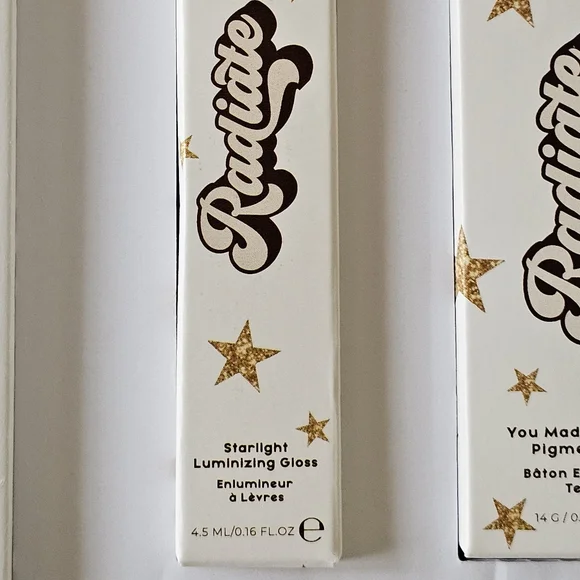 Radiate
Starlight
Luminizing Gloss
Enlumineur
à Lèvres
4.5 ML/0.16 FL.OZ ℮
Radiate
You Mad
Pigme
Bâton E
Te
14 G / 0.